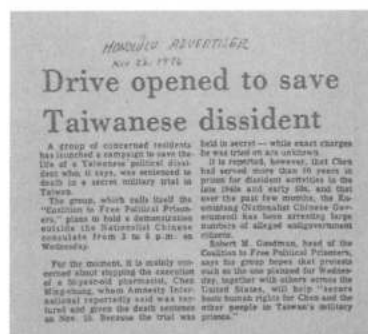 HONOLULU ADVERTISER
Nov 22, 1976
Drive opened to save
Taiwanese dissident
A group of concerned residents
has launched a campaign to save the
life of a Taiwanese political dissi-
dent who, it says, was sentenced to
death in a secret military trial in
Taiwan.
The group, which calls itself the
"Coalition to Free Political Prison-
ers," plans to hold a demonstration
outside the Nationalist Chinese
consulate from 3 to 6 p.m. on
Wednesday.
For the moment, it is mainly con-
cerned about stopping the execution
of a 56-year-old pharmacist, Chen
Ming-chung, whom Amnesty Inter-
national reportedly said was tor-
tured and given the death sentence
on Nov. 10. Because the trial was
held in secret — while exact charges
he was tried on are unknown.
It is reported, however, that Chen
had served more than 10 years in
prison for dissident activities in the
late 1940s and early 50s, and that
over the past few months, the Ku-
omintang (Nationalist Chinese Gov-
ernment) has been arresting large
numbers of alleged antigovernment
citizens.
Robert M. Goodman, head of the
Coalition to Free Political Prisoners,
says his group hopes that protests
such as the one planned for Wednes-
day, together with others across the
United States, will help "secure
basic human rights for Chen and the
other people in Taiwan's military
prisons."